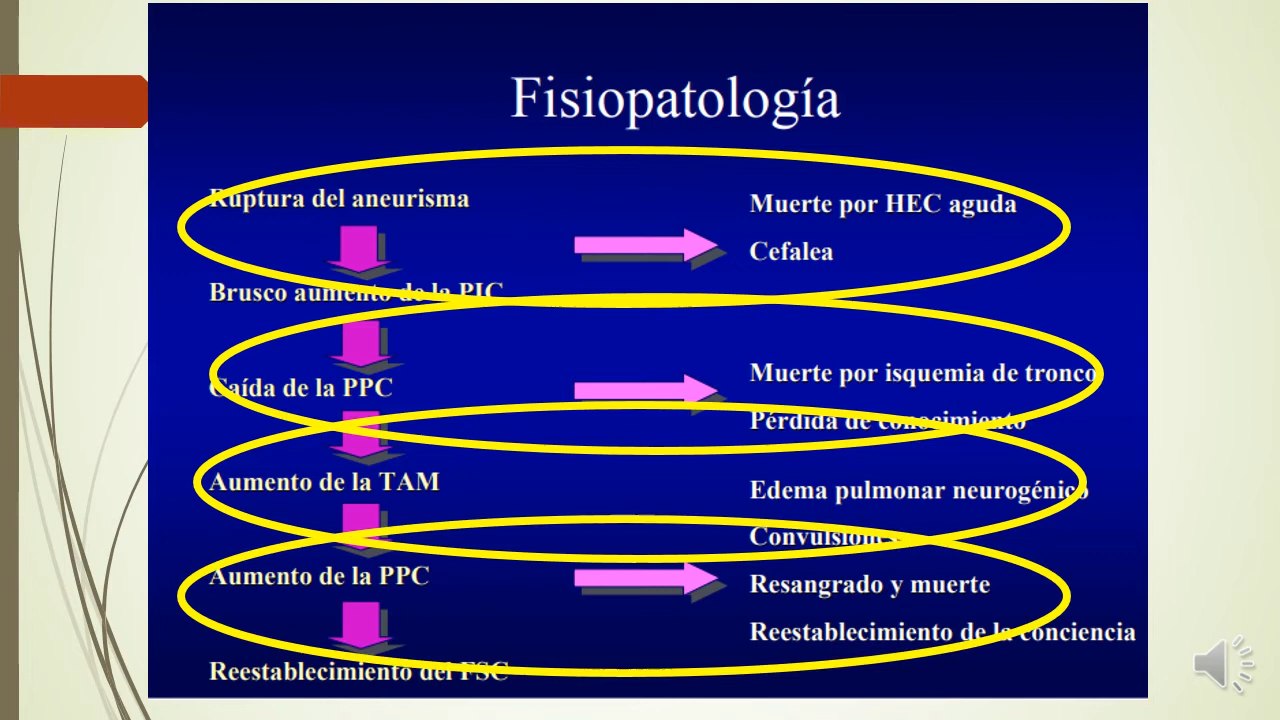 Fisiopatología
Ruptura del aneurisma
Muerte por HEC aguda
Cefalea
Brusco aumento de la PIC
Caída de la PPC
Muerte por isquemia de tronco
Pérdida de conocimiento
Aumento de la TAM
Edema pulmonar neurogénico
Convulsiones
Aumento de la PPC
Resangrado y muerte
Reestablecimiento de la conciencia
Reestablecimiento del FSC